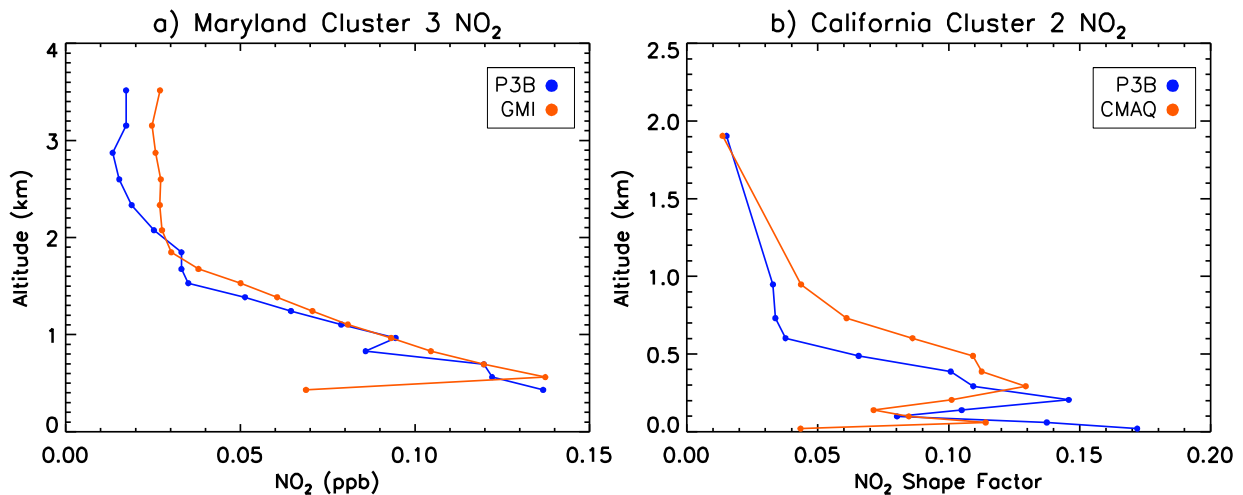 a) Maryland Cluster 3 NO₂
4
3
2
1
0
Altitude (km)
P3B
GMI
0.00 0.05 0.10 0.15
NO₂ (ppb)
b) California Cluster 2 NO₂
2.5
2.0
1.5
1.0
0.5
0.0
Altitude (km)
P3B
CMAQ
0.00 0.05 0.10 0.15 0.20
NO₂ Shape Factor